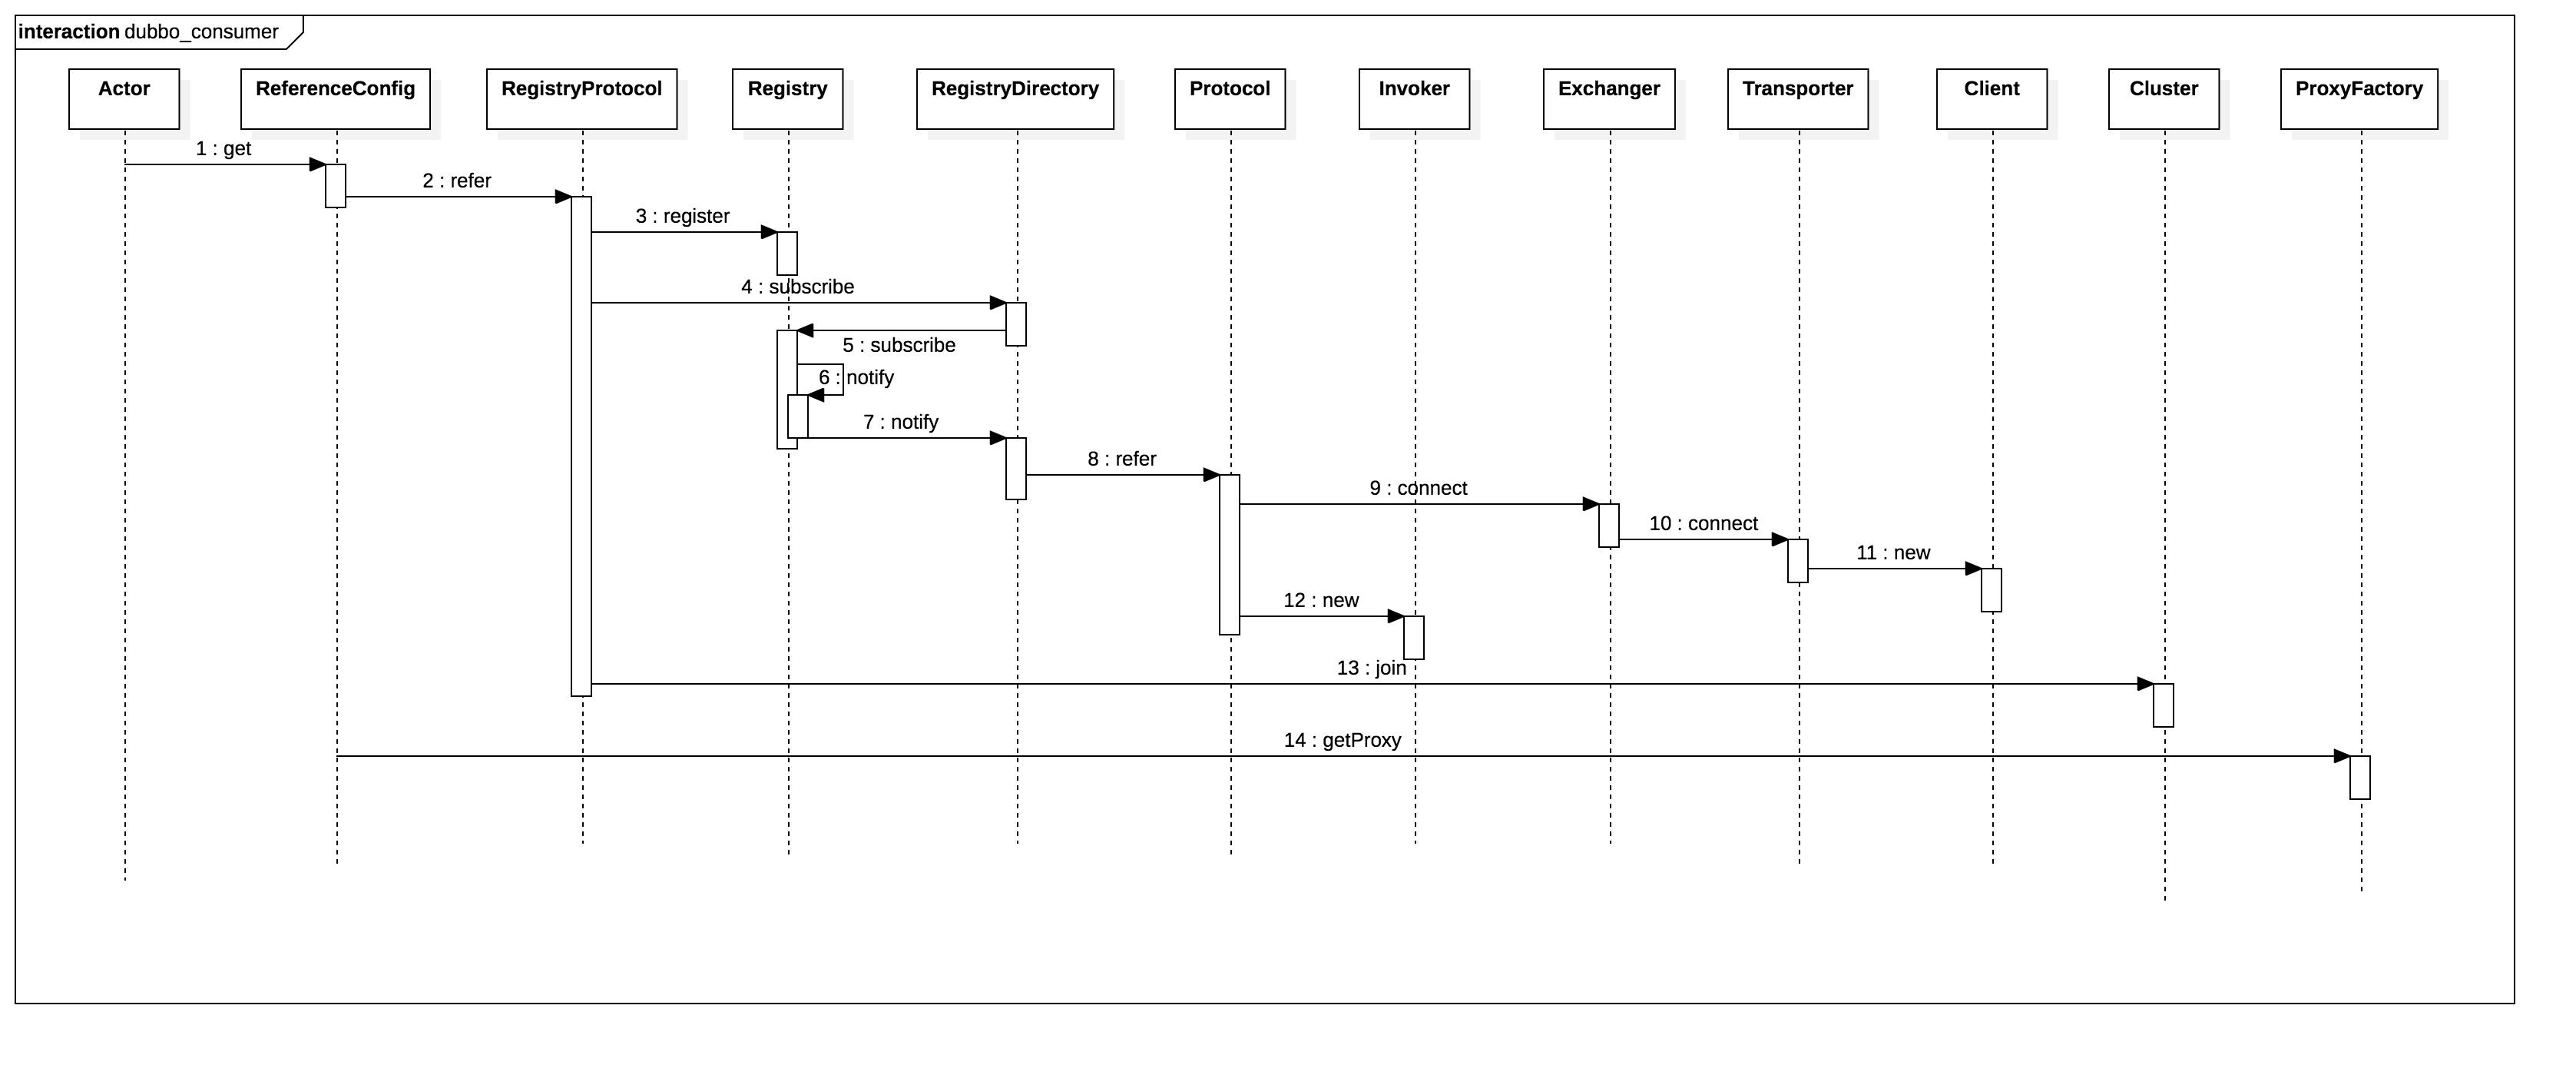 interaction dubbo_consumer
Actor
ReferenceConfig
RegistryProtocol
Registry
RegistryDirectory
Protocol
Invoker
Exchanger
Transporter
Client
Cluster
ProxyFactory
1 : get
2 : refer
3 : register
4 : subscribe
5 : subscribe
6 : notify
7 : notify
8 : refer
9 : connect
10 : connect
11 : new
12 : new
13 : join
14 : getProxy